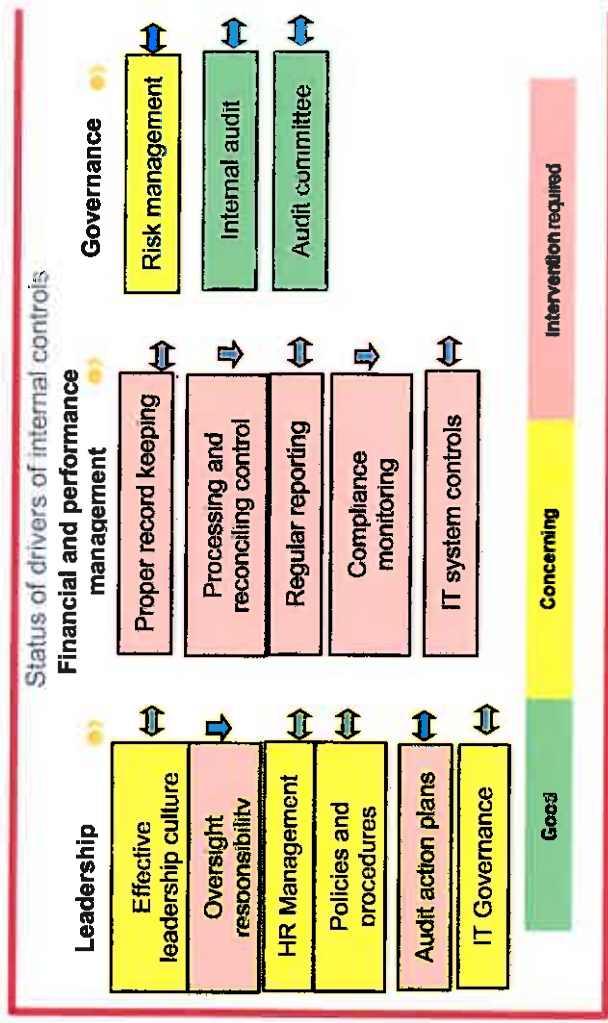 Status of drivers of internal controls
Leadership
Effective
leadership culture
Oversight
responsibility
HR Management
Policies and
procedures
Audit action plans
IT Governance
Financial and performance
management
Proper record keeping
Processing and
reconciling control
Regular reporting
Compliance
monitoring
IT system controls
Governance
Risk management
Internal audit
Audit committee
Good
Concerning
Intervention required